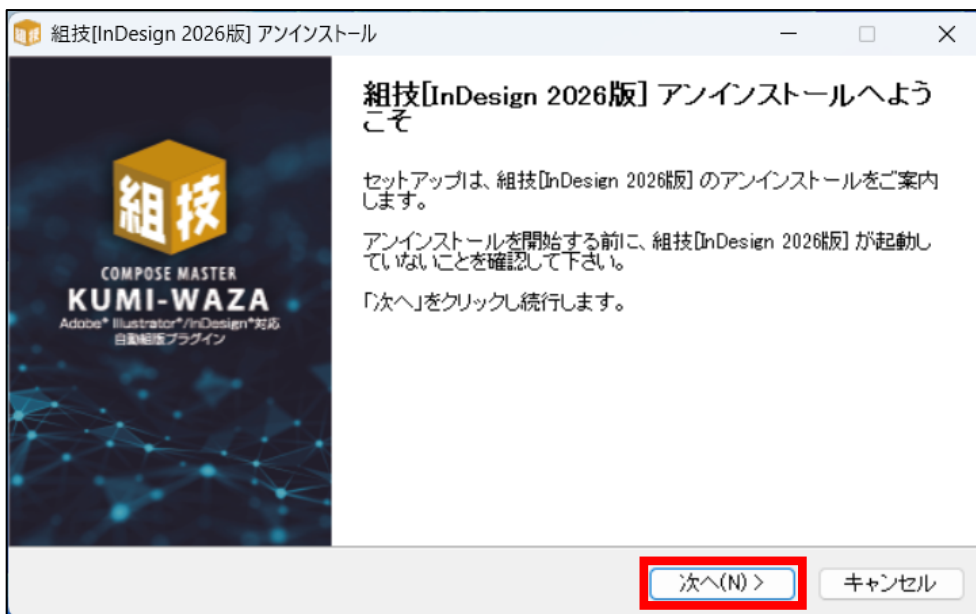 組技[InDesign 2026版] アンインストール
組技[InDesign 2026版] アンインストールへよう
こそ
セットアップは、組技[InDesign 2026版] のアンインストールをご案内
します。
アンインストールを開始する前に、組技[InDesign 2026版] が起動し
ていないことを確認して下さい。
「次へ」をクリックし続行します。
組技
COMPOSE MASTER
KUMI-WAZA
Adobe* Illustrator*/InDesign*対応
自動組版プラグイン
次へ(N) >
キャンセル